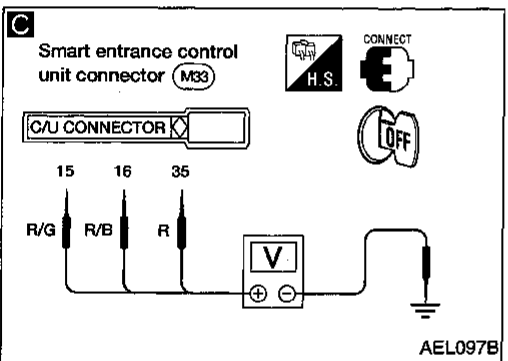 C
Smart entrance control
unit connector M33
H.S.
CONNECT
C/U CONNECTOR
OFF
15 16 35
R/G R/B R
V
⊕ ⊖
AEL097B